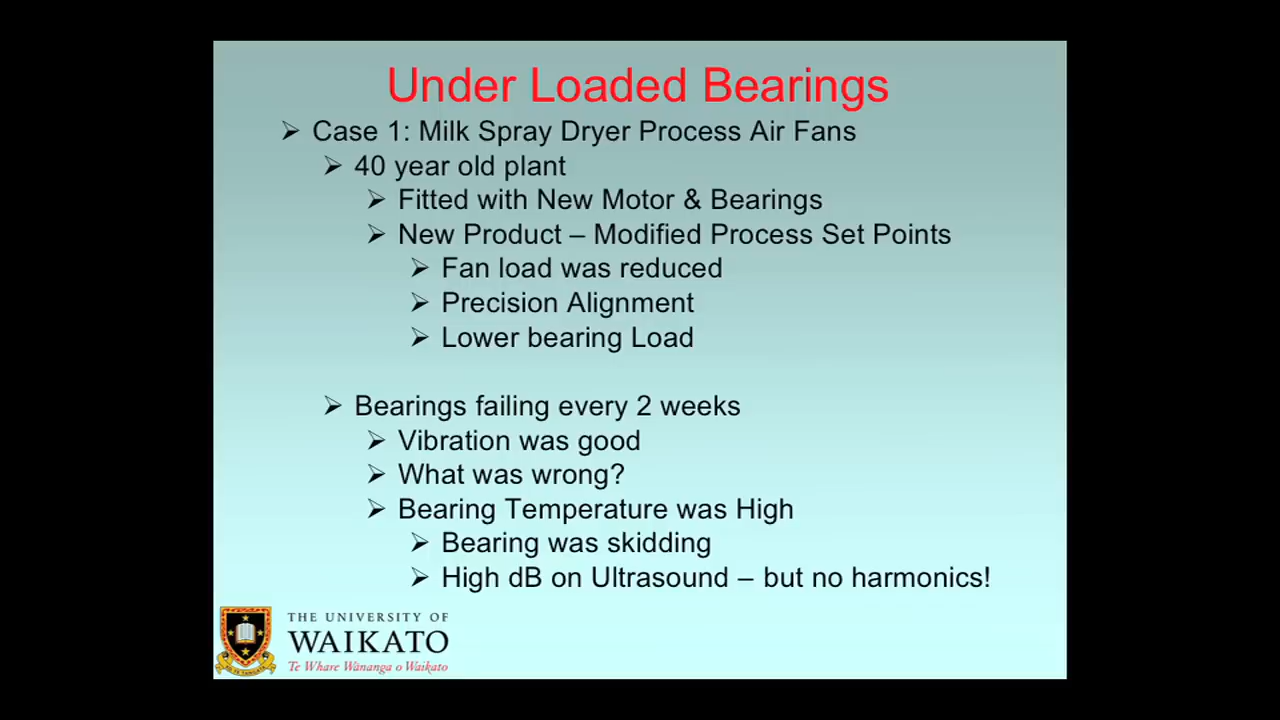 Under Loaded Bearings
➢ Case 1: Milk Spray Dryer Process Air Fans
➢ 40 year old plant
➢ Fitted with New Motor & Bearings
➢ New Product – Modified Process Set Points
➢ Fan load was reduced
➢ Precision Alignment
➢ Lower bearing Load
➢ Bearings failing every 2 weeks
➢ Vibration was good
➢ What was wrong?
➢ Bearing Temperature was High
➢ Bearing was skidding
➢ High dB on Ultrasound – but no harmonics!
THE UNIVERSITY OF
WAIKATO
Te Whare Wānanga o Waikato